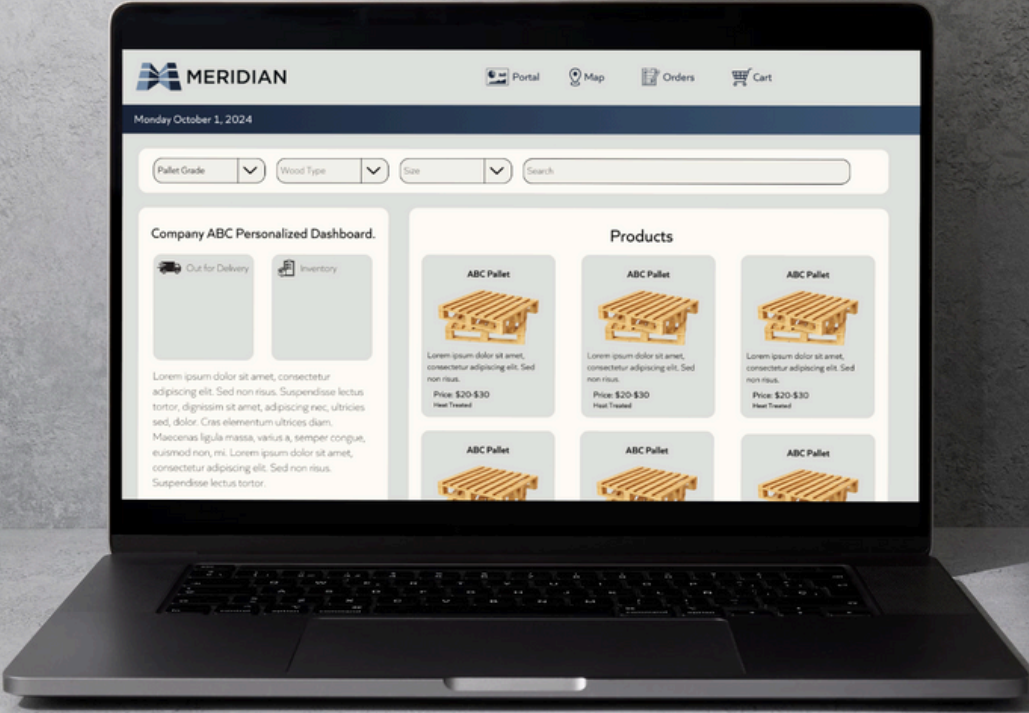 MERIDIAN
Portal
Map
Orders
Cart
Monday October 1, 2024
Pallet Grade
Wood Type
Size
Search
Company ABC Personalized Dashboard.
Out for Delivery
Inventory
Lorem ipsum dolor sit amet, consectetur
adipiscing elit. Sed non risus. Suspendisse lectus
tortor, dignissim sit amet, adipiscing nec, ultricies
sed, dolor. Cras elementum ultrices diam.
Maecenas ligula massa, varius a, semper congue,
euismod non, mi. Lorem ipsum dolor sit amet,
consectetur adipiscing elit. Sed non risus.
Suspendisse lectus tortor.
Products
ABC Pallet
Lorem ipsum dolor sit amet,
consectetur adipiscing elit. Sed
non risus.
Price: $20-$30
Heat Treated
ABC Pallet
Lorem ipsum dolor sit amet,
consectetur adipiscing elit. Sed
non risus.
Price: $20-$30
Heat Treated
ABC Pallet
Lorem ipsum dolor sit amet,
consectetur adipiscing elit. Sed
non risus.
Price: $20-$30
Heat Treated
ABC Pallet
ABC Pallet
ABC Pallet